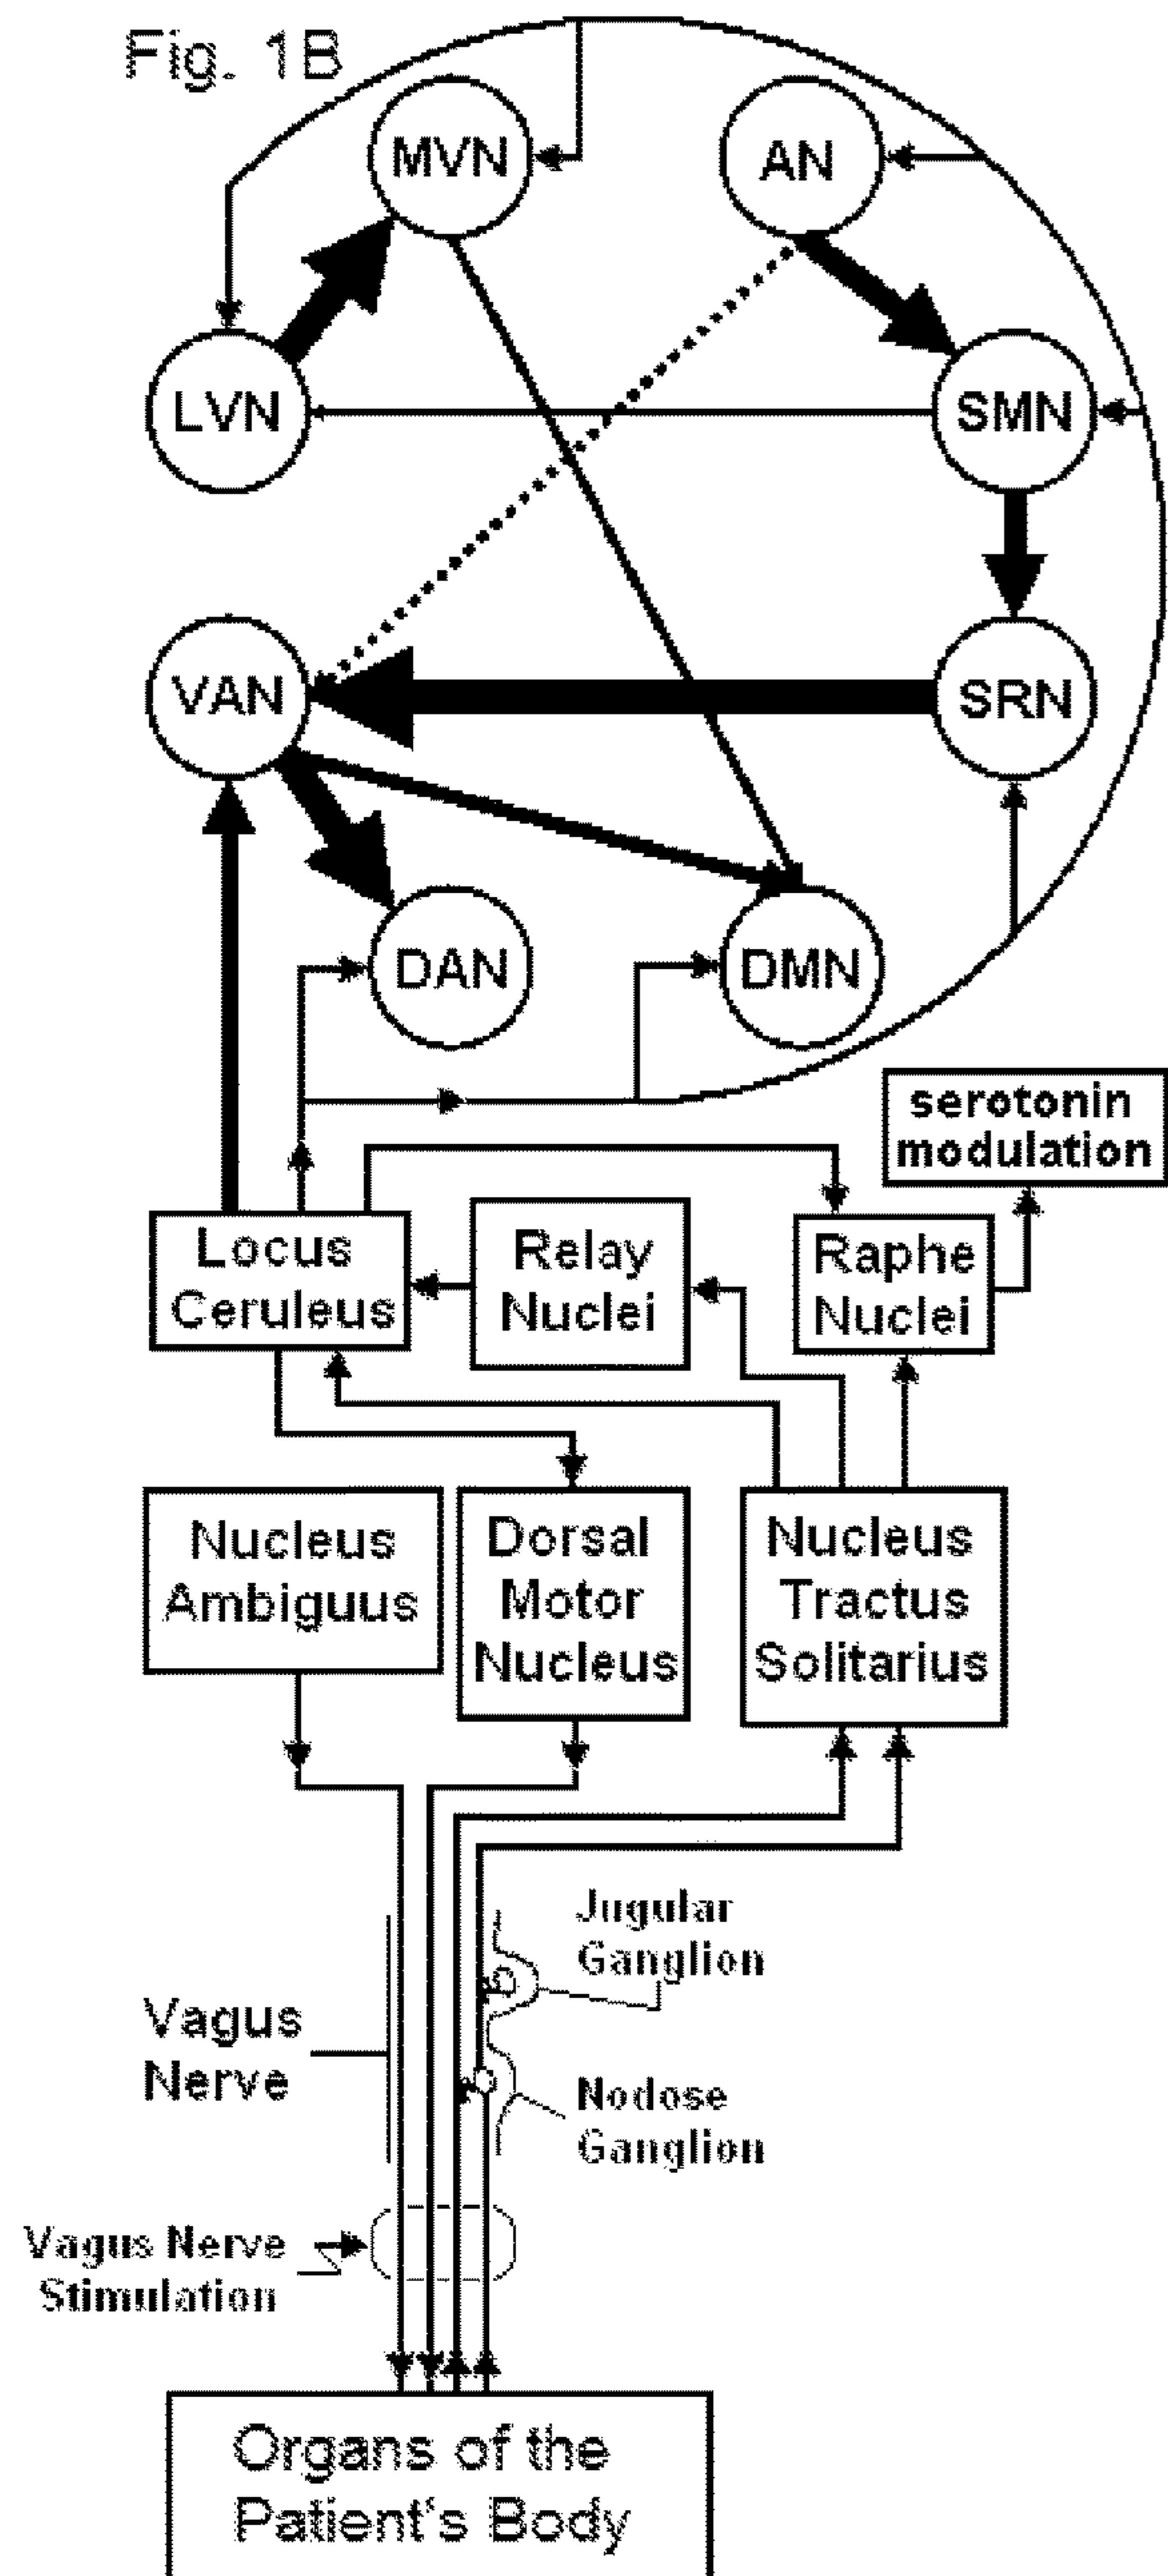 Fig. 1B
MVN
AN
LVN
SMN
VAN
SRN
DAN
DMN
serotonin
modulation
Locus
Ceruleus
Relay
Nuclei
Raphe
Nuclei
Nucleus
Ambiguus
Dorsal
Motor
Nucleus
Nucleus
Tractus
Solitarius
Jugular
Ganglion
Vagus
Nerve
Nodose
Ganglion
Vagus Nerve
Stimulation
Organs of the
Patient's Body